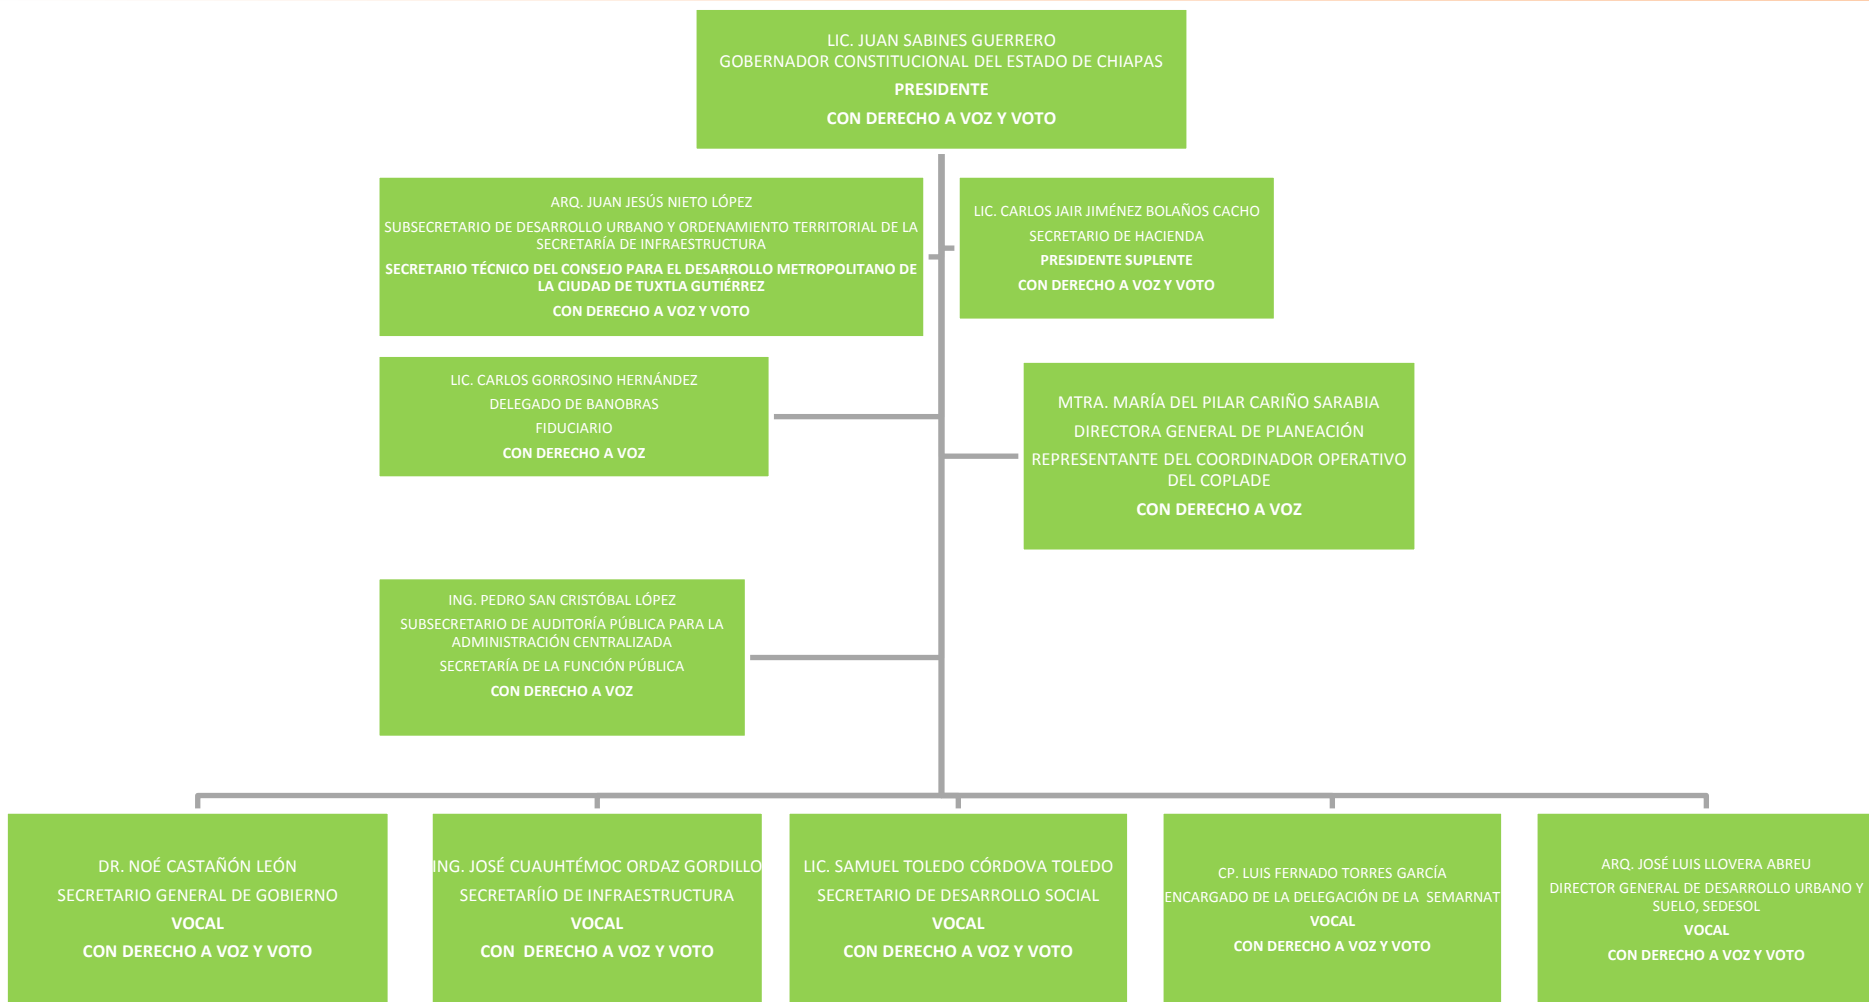 LIC. JUAN SABINES GUERRERO
GOBERNADOR CONSTITUCIONAL DEL ESTADO DE CHIAPAS
PRESIDENTE
CON DERECHO A VOZ Y VOTO
ARQ. JUAN JESÚS NIETO LÓPEZ
SUBSECRETARIO DE DESARROLLO URBANO Y ORDENAMIENTO TERRITORIAL DE LA
SECRETARÍA DE INFRAESTRUCTURA
SECRETARIO TÉCNICO DEL CONSEJO PARA EL DESARROLLO METROPOLITANO DE
LA CIUDAD DE TUXTLA GUTIÉRREZ
CON DERECHO A VOZ Y VOTO
LIC. CARLOS JAIR JIMÉNEZ BOLAÑOS CACHO
SECRETARIO DE HACIENDA
PRESIDENTE SUPLENTE
CON DERECHO A VOZ Y VOTO
LIC. CARLOS GORROSINO HERNÁNDEZ
DELEGADO DE BANOBRAS
FIDUCIARIO
CON DERECHO A VOZ
MTRA. MARÍA DEL PILAR CARIÑO SARABIA
DIRECTORA GENERAL DE PLANEACIÓN
REPRESENTANTE DEL COORDINADOR OPERATIVO
DEL COPLADE
CON DERECHO A VOZ
ING. PEDRO SAN CRISTÓBAL LÓPEZ
SUBSECRETARIO DE AUDITORÍA PÚBLICA PARA LA
ADMINISTRACIÓN CENTRALIZADA
SECRETARÍA DE LA FUNCIÓN PÚBLICA
CON DERECHO A VOZ
DR. NOÉ CASTAÑÓN LEÓN
SECRETARIO GENERAL DE GOBIERNO
VOCAL
CON DERECHO A VOZ Y VOTO
ING. JOSÉ CUAUHTÉMOC ORDAZ GORDILLO
SECRETARÍIO DE INFRAESTRUCTURA
VOCAL
CON DERECHO A VOZ Y VOTO
LIC. SAMUEL TOLEDO CÓRDOVA TOLEDO
SECRETARIO DE DESARROLLO SOCIAL
VOCAL
CON DERECHO A VOZ Y VOTO
CP. LUIS FERNADO TORRES GARCÍA
ENCARGADO DE LA DELEGACIÓN DE LA SEMARNAT
VOCAL
CON DERECHO A VOZ Y VOTO
ARQ. JOSÉ LUIS LLOVERA ABREU
DIRECTOR GENERAL DE DESARROLLO URBANO Y
SUELO, SEDESOL
VOCAL
CON DERECHO A VOZ Y VOTO